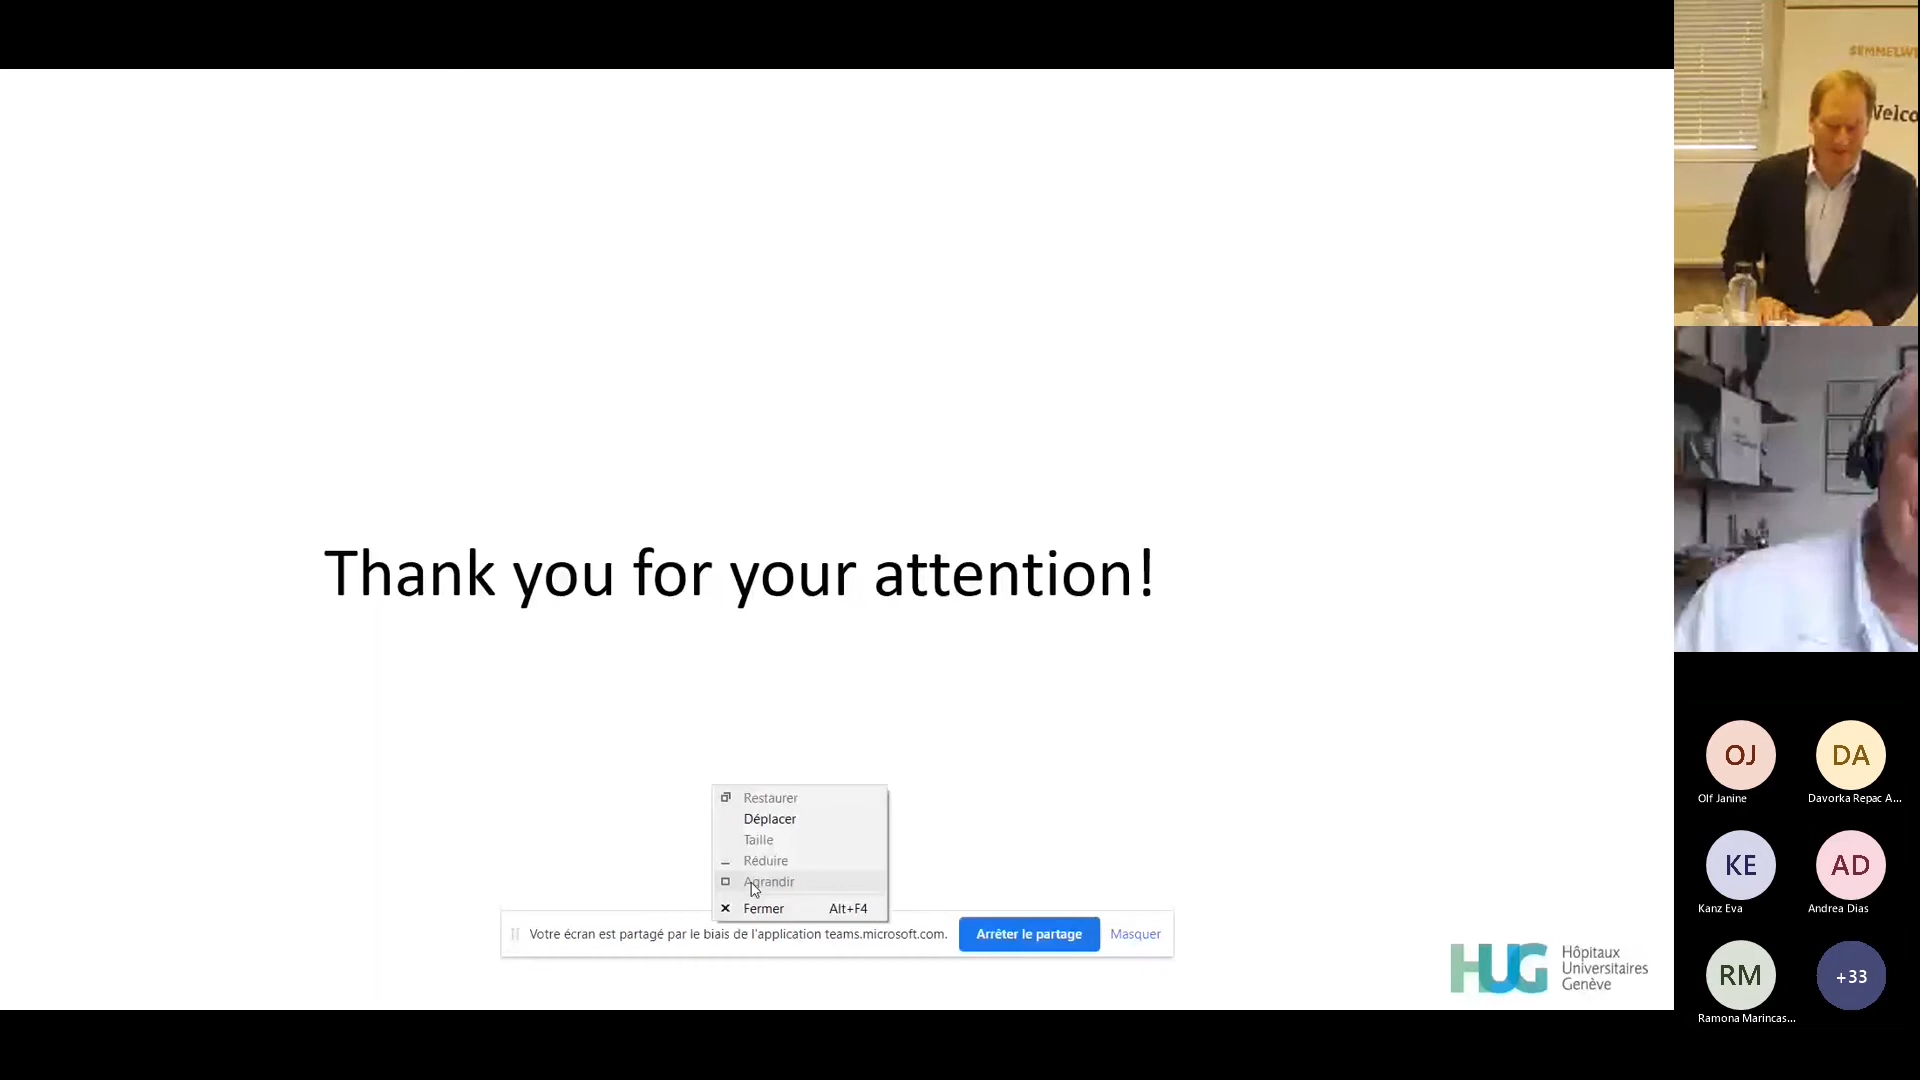 SEMMELW
Welco
Thank you for your attention!
Restaurer
Déplacer
Taille
Réduire
Agrandir
Fermer Alt+F4
Votre écran est partagé par le biais de l'application teams.microsoft.com. Arrêter le partage Masquer
HUG
Hôpitaux
Universitaires
Genève
OJ DA
Olf Janine Davorka Repac A...
KE AD
Kanz Eva Andrea Dias
RM +33
Ramona Marincas...